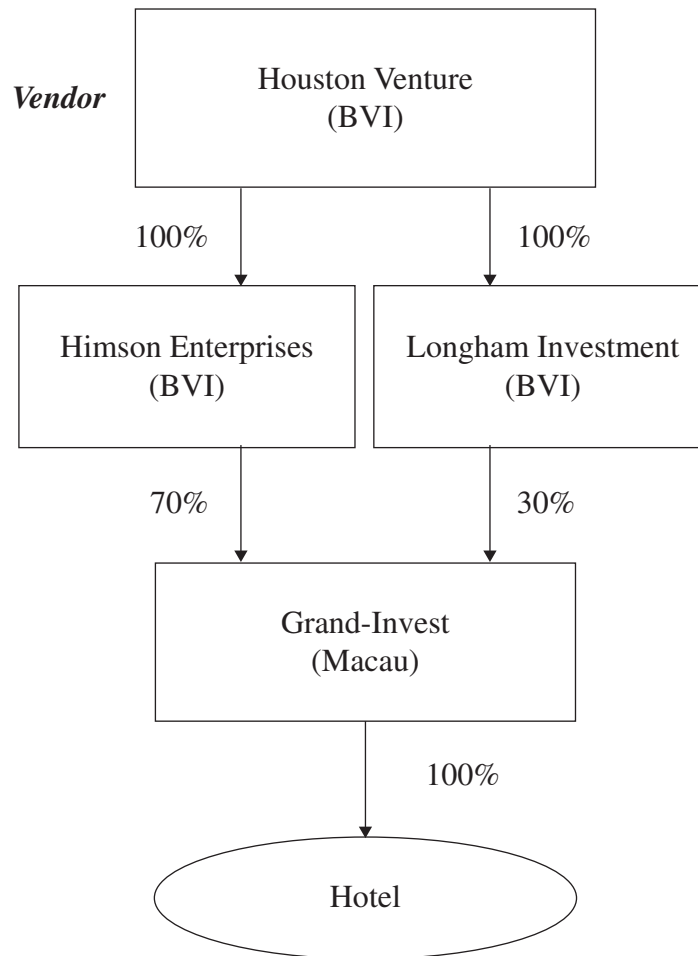 Vendor
Houston Venture
(BVI)
100%
100%
Himson Enterprises
(BVI)
Longham Investment
(BVI)
70%
30%
Grand-Invest
(Macau)
100%
Hotel